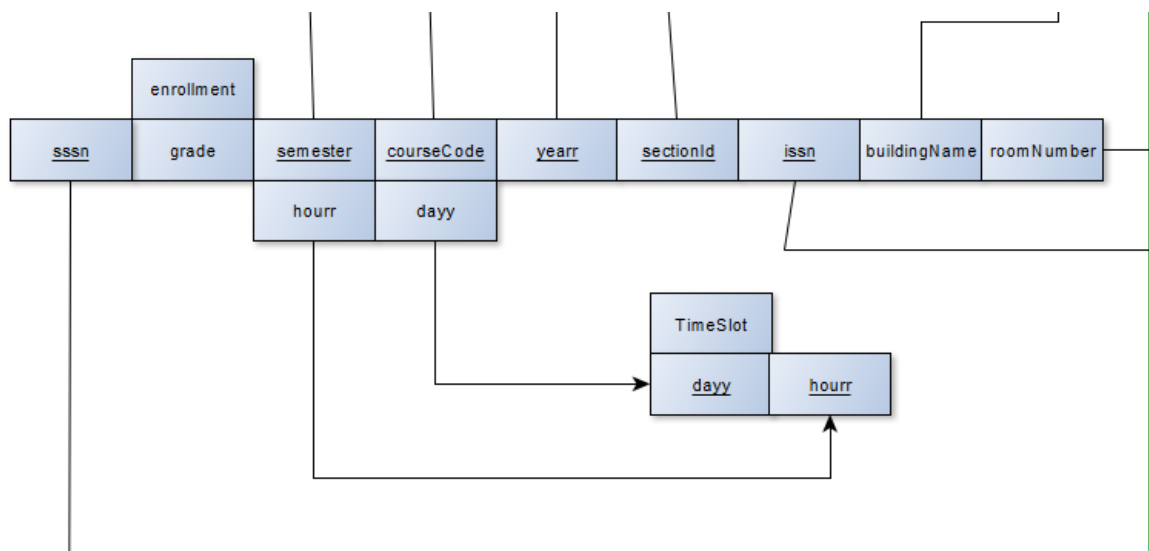 enrollment
sssn grade semester courseCode yearr sectionId issn buildingName roomNumber
hourr dayy
TimeSlot
dayy hourr